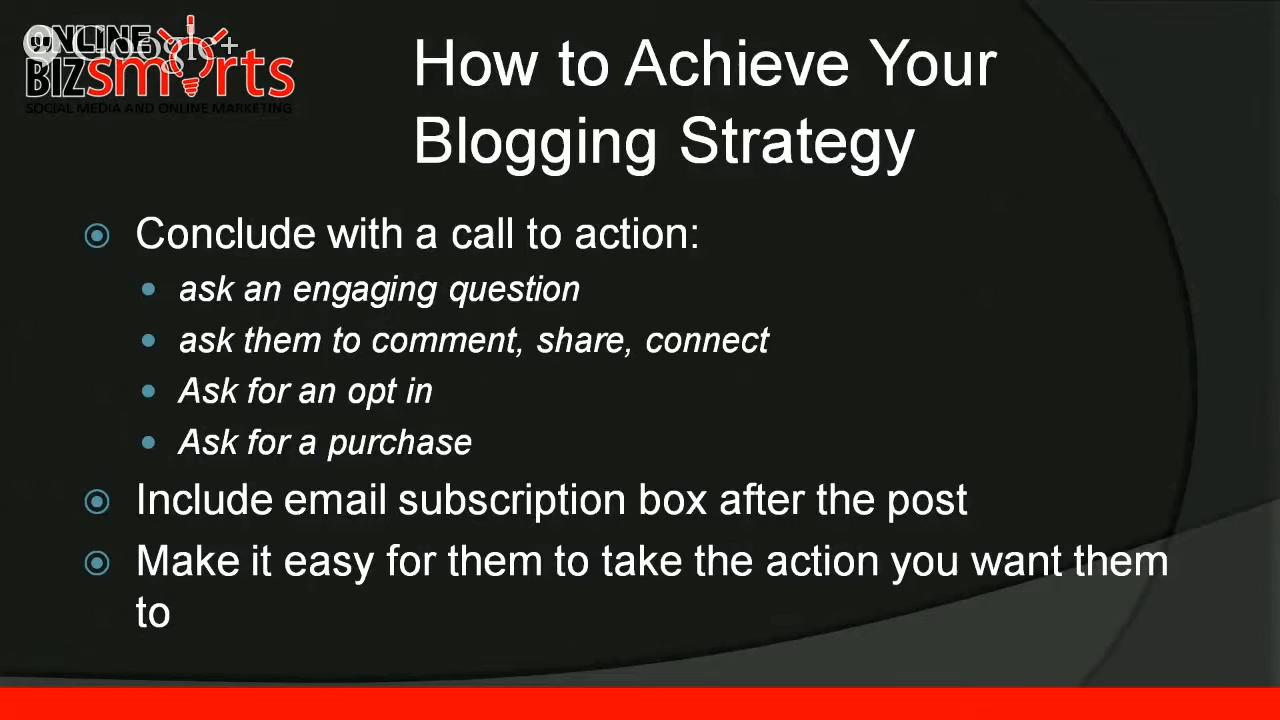 ONLINE
Google+
BIZsmarts
SOCIAL MEDIA AND ONLINE MARKETING
How to Achieve Your
Blogging Strategy
Conclude with a call to action:
ask an engaging question
ask them to comment, share, connect
Ask for an opt in
Ask for a purchase
Include email subscription box after the post
Make it easy for them to take the action you want them
to